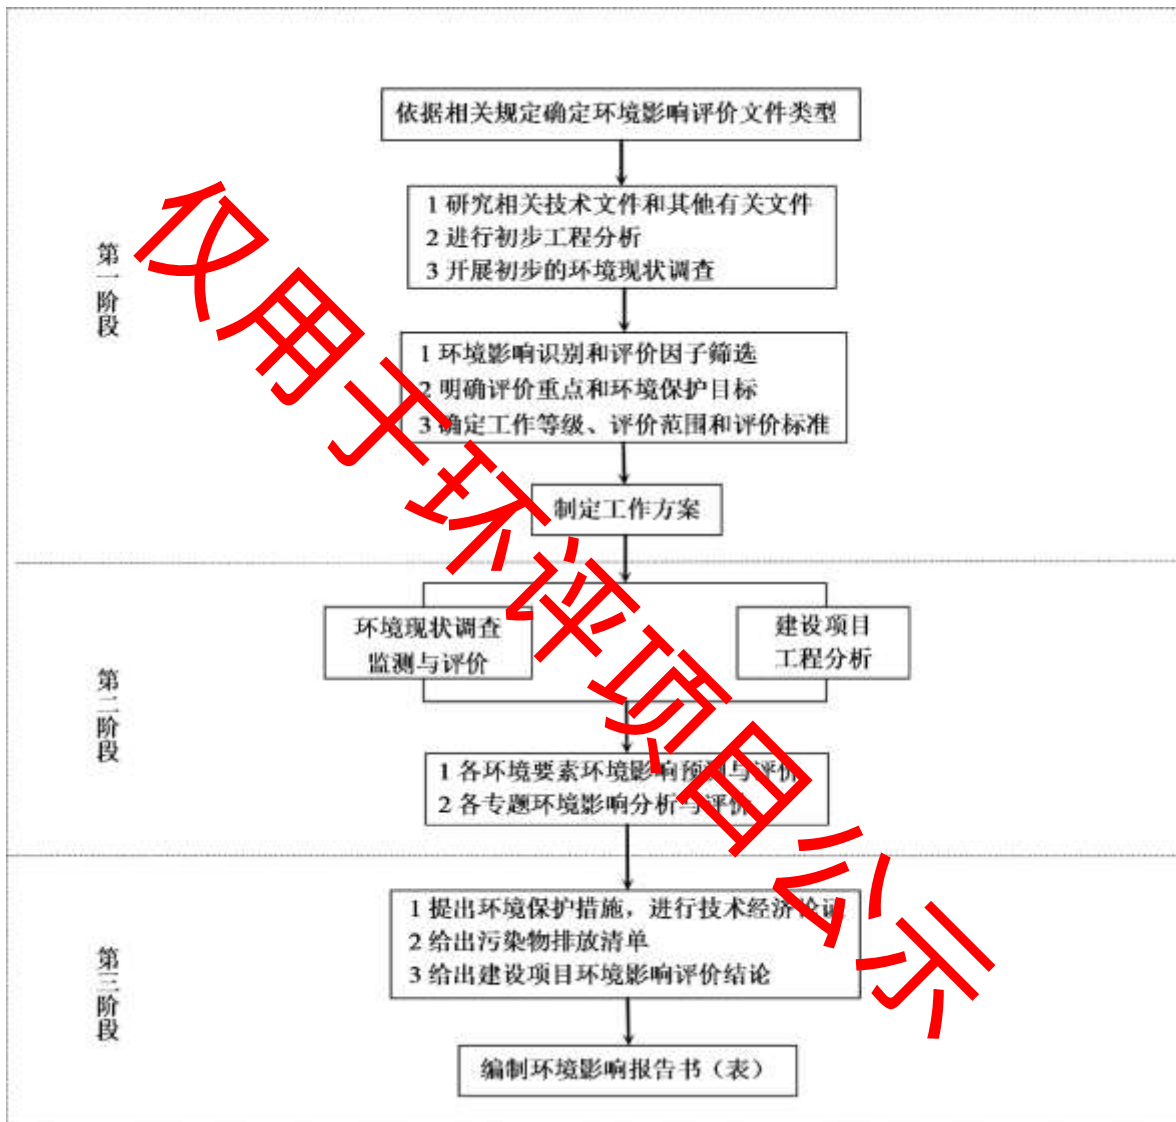 依据相关规定确定环境影响评价文件类型
第一阶段
1 研究相关技术文件和其他有关文件
2 进行初步工程分析
3 开展初步的环境现状调查
1 环境影响识别和评价因子筛选
2 明确评价重点和环境保护目标
3 确定工作等级、评价范围和评价标准
制定工作方案
第二阶段
环境现状调查
监测与评价
建设项目
工程分析
1 各环境要素环境影响预测与评价
2 各专题环境影响分析与评价
第三阶段
1 提出环境保护措施，进行技术经济论证
2 给出污染物排放清单
3 给出建设项目环境影响评价结论
编制环境影响报告书（表）
仅用于环评项目公示